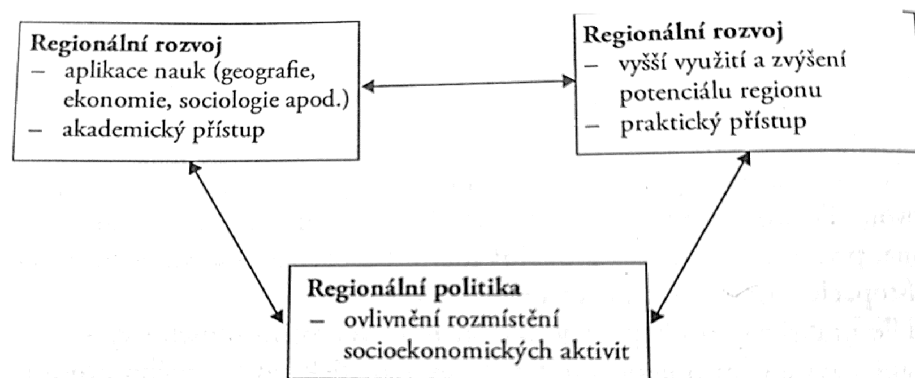 Regionální rozvoj
– aplikace nauk (geografie,
ekonomie, sociologie apod.)
– akademický přístup
Regionální rozvoj
– vyšší využití a zvýšení
potenciálu regionu
– praktický přístup
Regionální politika
– ovlivnění rozmístění
socioekonomických aktivit